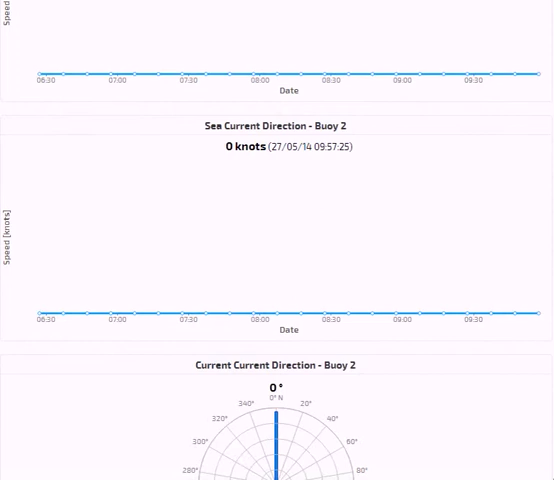 Speed
06:30 07:00 07:30 08:00 08:30 09:00 09:30
Date
Sea Current Direction - Buoy 2
0 knots (27/05/14 09:57:25)
Speed [knots]
06:30 07:00 07:30 08:00 08:30 09:00 09:30
Date
Current Current Direction - Buoy 2
0 °
0° N
340° 20°
320° 40°
300° 60°
280° 80°